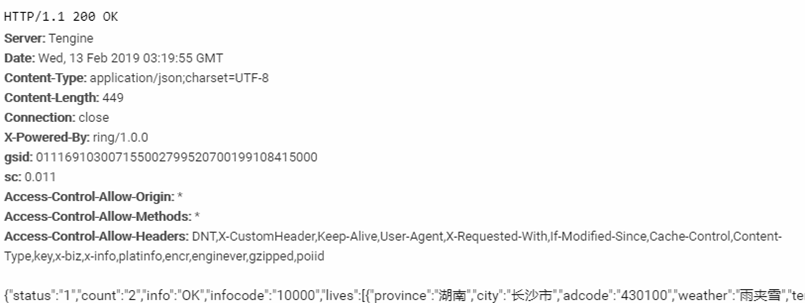 HTTP/1.1 200 OK
Server: Tengine
Date: Wed, 13 Feb 2019 03:19:55 GMT
Content-Type: application/json;charset=UTF-8
Content-Length: 449
Connection: close
X-Powered-By: ring/1.0.0
gsid: 011169103007155002799520700199108415000
sc: 0.011
Access-Control-Allow-Origin: *
Access-Control-Allow-Methods: *
Access-Control-Allow-Headers: DNT,X-CustomHeader,Keep-Alive,User-Agent,X-Requested-With,If-Modified-Since,Cache-Control,Content-
Type,key,x-biz,x-info,platinfo,encr,enginever,gzipped,poiid
{"status":"1","count":"2","info":"OK","infocode":"10000","lives":[{"province":"湖南","city":"长沙市","adcode":"430100","weather":"雨夹雪","te